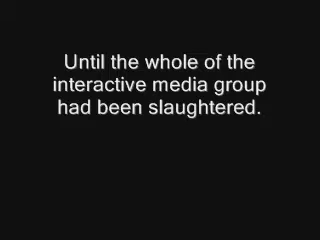 Until the whole of the
interactive media group
had been slaughtered.